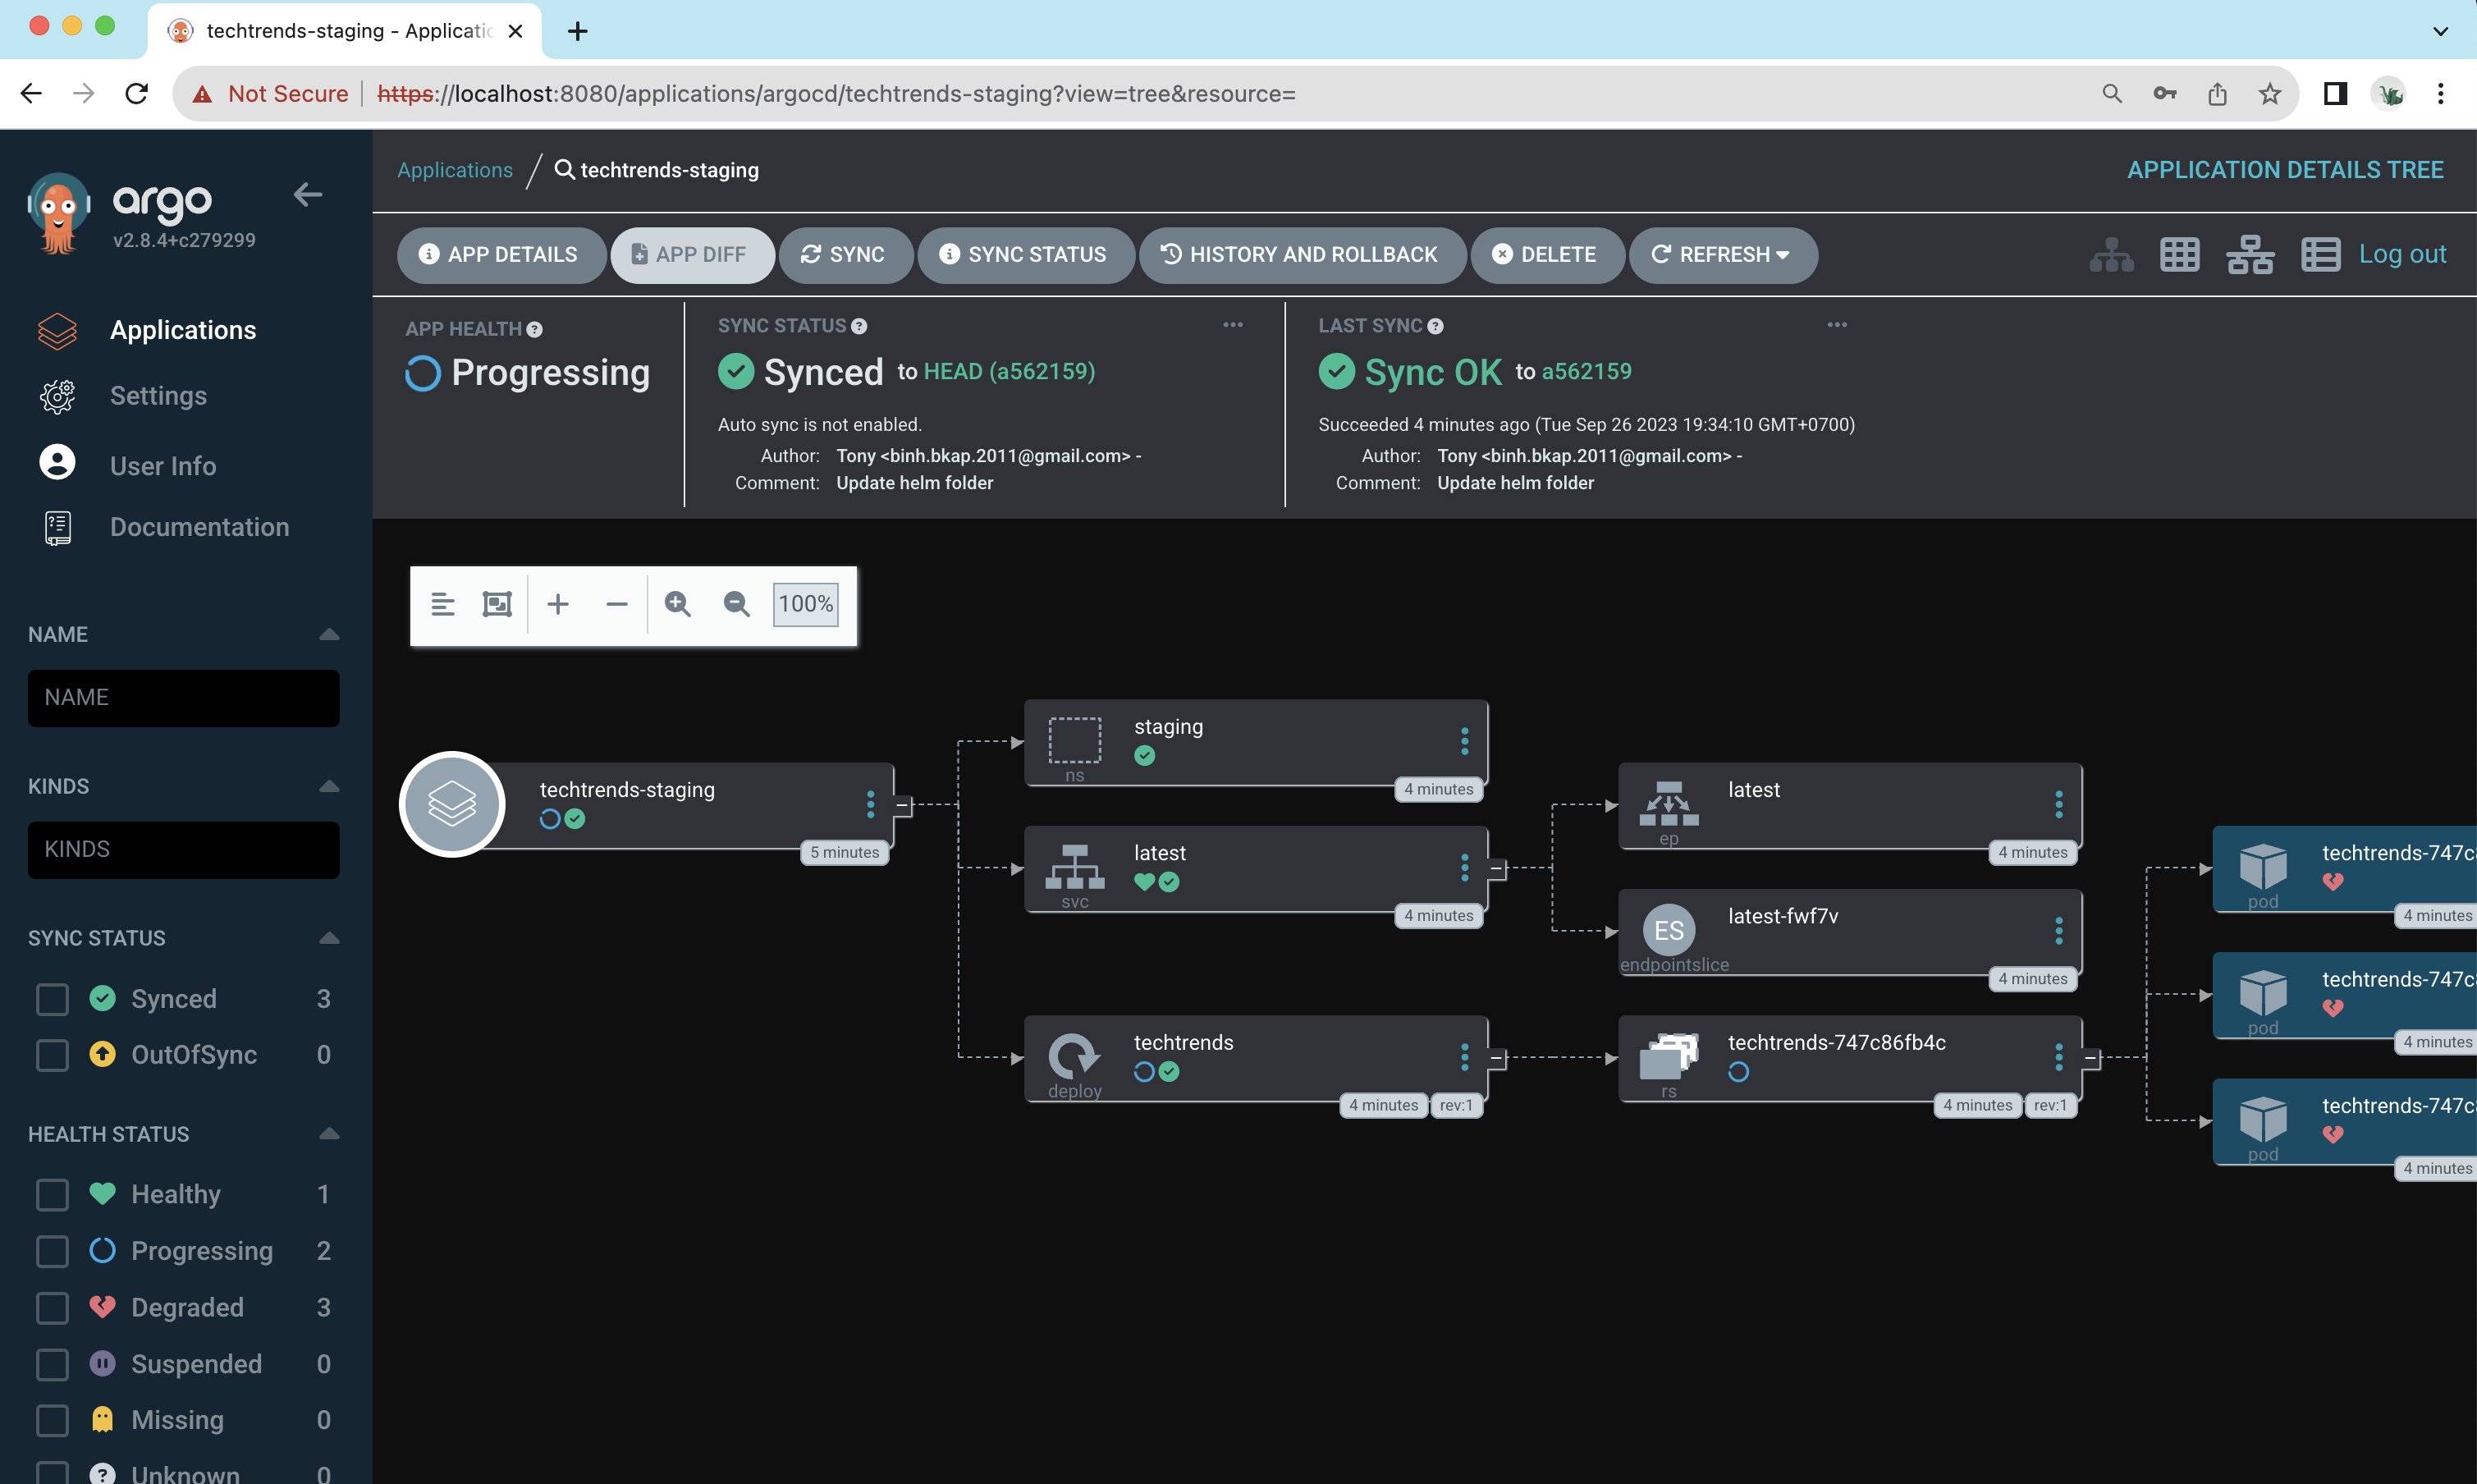 techtrends-staging - Applicatio
Not Secure https://localhost:8080/applications/argocd/techtrends-staging?view=tree&resource=
argo
v2.8.4+c279299
Applications
Settings
User Info
Documentation
NAME
NAME
KINDS
KINDS
SYNC STATUS
Synced 3
OutOfSync 0
HEALTH STATUS
Healthy 1
Progressing 2
Degraded 3
Suspended 0
Missing 0
Unknown 0
Applications / techtrends-staging
APPLICATION DETAILS TREE
APP DETAILS APP DIFF SYNC SYNC STATUS HISTORY AND ROLLBACK DELETE REFRESH Log out
APP HEALTH
Progressing
SYNC STATUS
Synced to HEAD (a562159)
Auto sync is not enabled.
Author: Tony <binh.bkap.2011@gmail.com> -
Comment: Update helm folder
LAST SYNC
Sync OK to a562159
Succeeded 4 minutes ago (Tue Sep 26 2023 19:34:10 GMT+0700)
Author: Tony <binh.bkap.2011@gmail.com> -
Comment: Update helm folder
100%
techtrends-staging
5 minutes
staging
ns
4 minutes
latest
svc
4 minutes
techtrends
deploy
4 minutes rev:1
latest
ep
4 minutes
latest-fwf7v
ES
endpointslice
4 minutes
techtrends-747c86fb4c
rs
4 minutes rev:1
techtrends-747c
pod
4 minutes
techtrends-747c
pod
4 minutes
techtrends-747c
pod
4 minutes